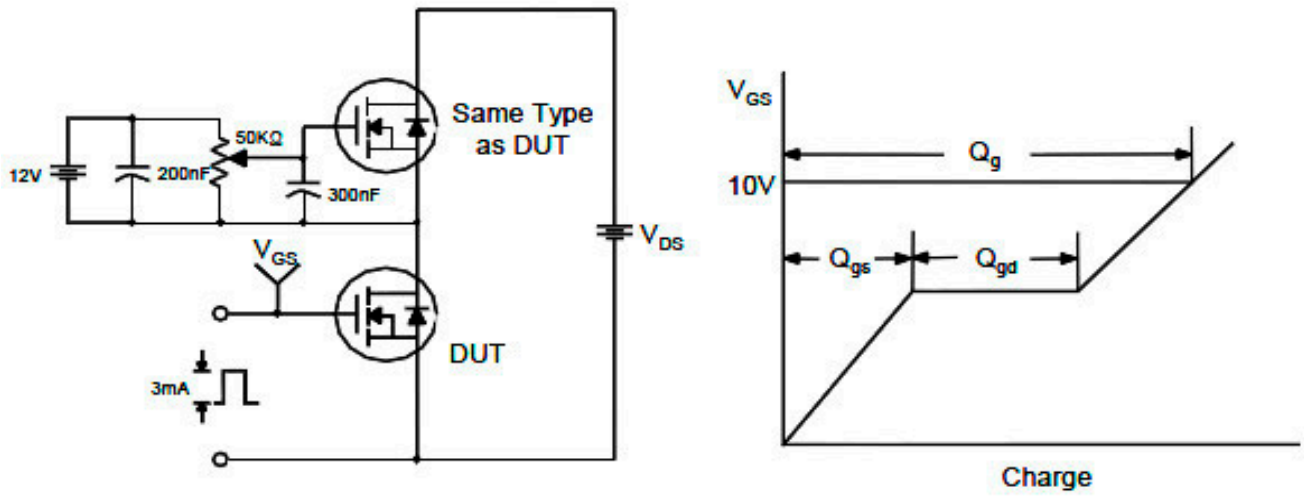 12V
200nF
50KΩ
300nF
Same Type
as DUT
V_GS
3mA
DUT
V_DS
V_GS
10V
Q_g
Q_gs
Q_gd
Charge